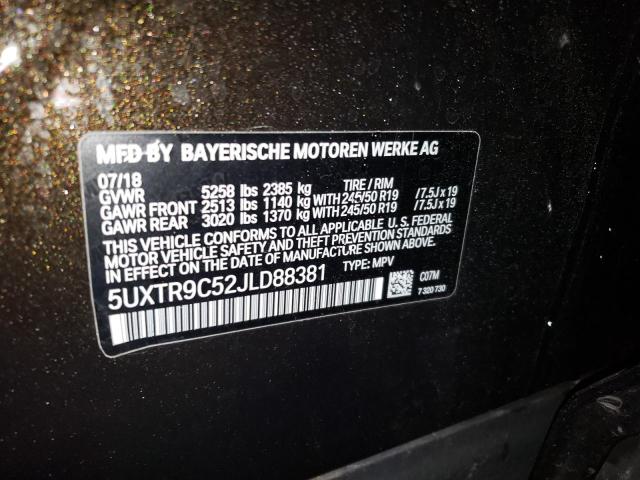 MFD BY BAYERISCHE MOTOREN WERKE AG
07/18 TIRE / RIM
GVWR 5258 lbs 2385 kg
GAWR FRONT 2513 lbs 1140 kg WITH 245/50 R19 /7.5J x 19
GAWR REAR 3020 lbs 1370 kg WITH 245/50 R19 /7.5J x 19
THIS VEHICLE CONFORMS TO ALL APPLICABLE U. S. FEDERAL
MOTOR VEHICLE SAFETY AND THEFT PREVENTION STANDARDS
IN EFFECT ON THE DATE OF MANUFACTURE SHOWN ABOVE.
5UXTR9C52JLD88381 TYPE: MPV
C07M
7 320 730